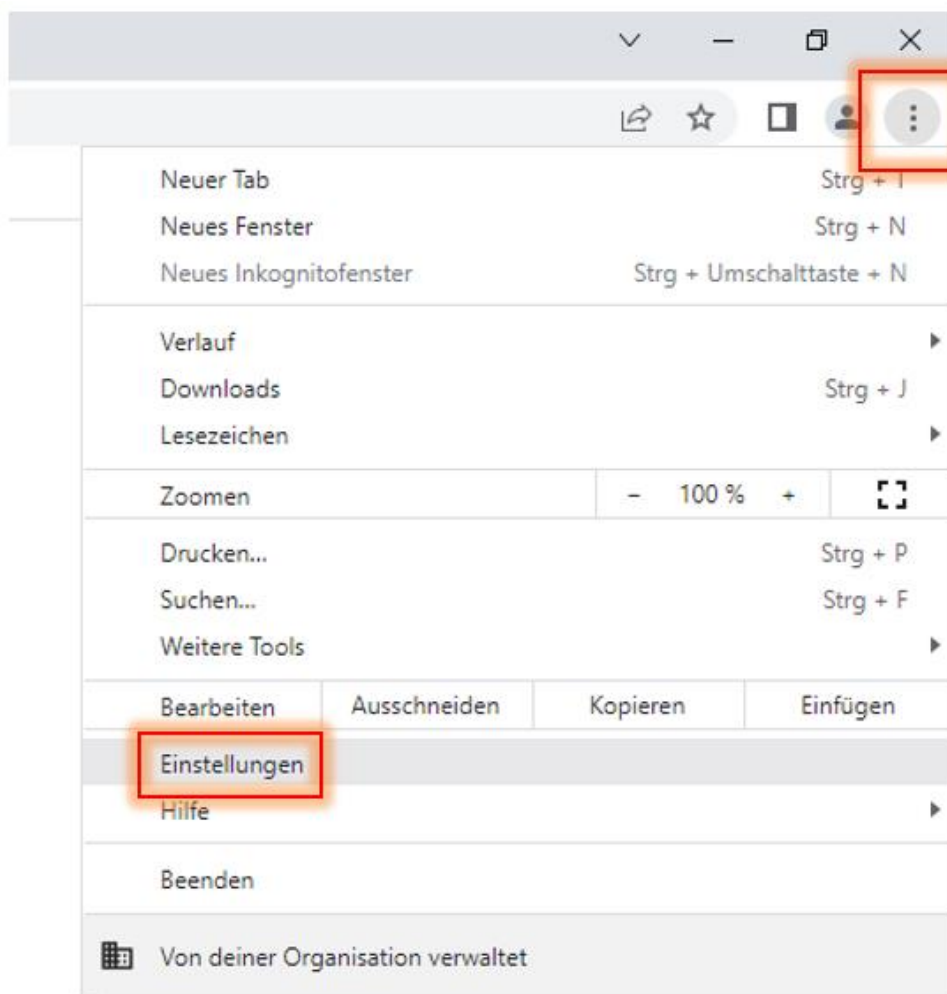 Neuer Tab Strg + T
Neues Fenster Strg + N
Neues Inkognitofenster Strg + Umschalttaste + N
Verlauf
Downloads Strg + J
Lesezeichen
Zoomen - 100 % +
Drucken... Strg + P
Suchen... Strg + F
Weitere Tools
Bearbeiten Ausschneiden Kopieren Einfügen
Einstellungen
Hilfe
Beenden
Von deiner Organisation verwaltet